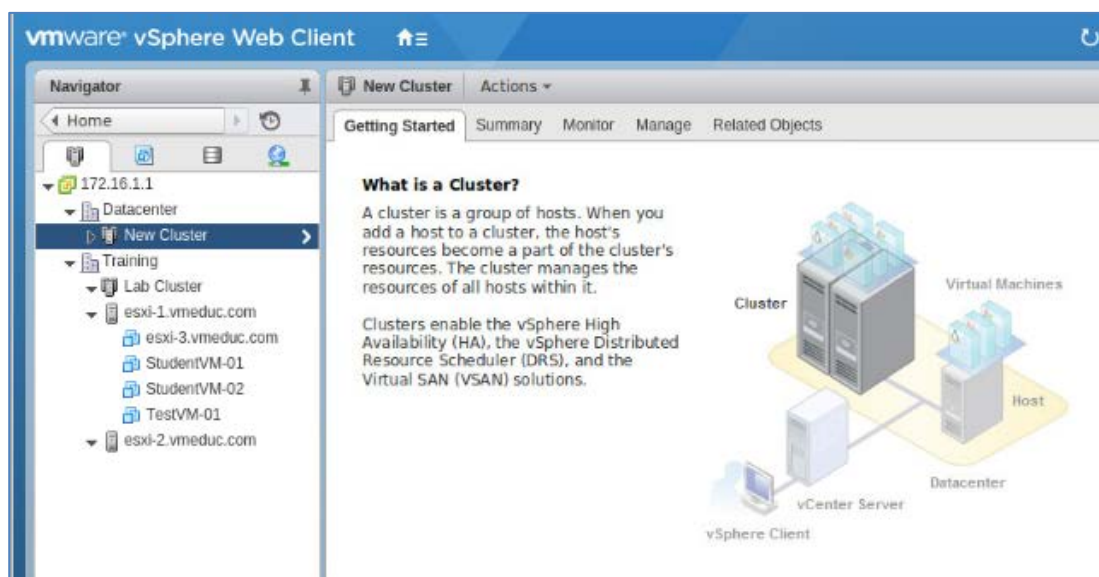 vmware® vSphere Web Client
Navigator
Home
172.16.1.1
Datacenter
New Cluster
Training
Lab Cluster
esxi-1.vmeduc.com
esxi-3.vmeduc.com
StudentVM-01
StudentVM-02
TestVM-01
esxi-2.vmeduc.com
New Cluster Actions
Getting Started Summary Monitor Manage Related Objects
What is a Cluster?
A cluster is a group of hosts. When you
add a host to a cluster, the host's
resources become a part of the cluster's
resources. The cluster manages the
resources of all hosts within it.
Clusters enable the vSphere High
Availability (HA), the vSphere Distributed
Resource Scheduler (DRS), and the
Virtual SAN (VSAN) solutions.
Cluster
Virtual Machines
Host
Datacenter
vCenter Server
vSphere Client